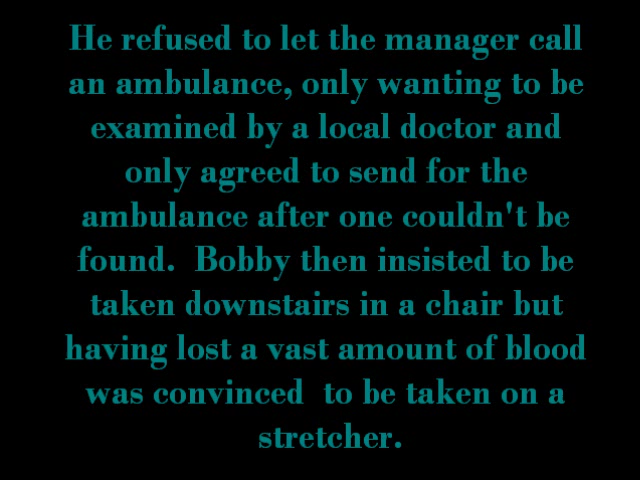 He refused to let the manager call
an ambulance, only wanting to be
examined by a local doctor and
only agreed to send for the
ambulance after one couldn't be
found.  Bobby then insisted to be
taken downstairs in a chair but
having lost a vast amount of blood
was convinced  to be taken on a
stretcher.